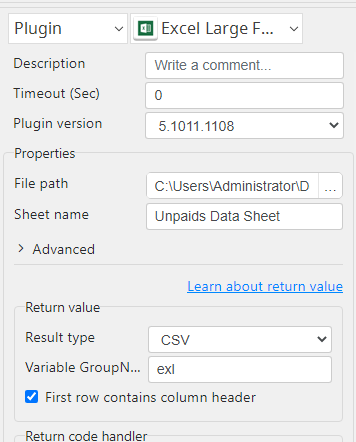 Plugin Excel Large F...
Description Write a comment...
Timeout (Sec) 0
Plugin version 5.1011.1108
Properties
File path C:\Users\Administrator\D ...
Sheet name Unpaids Data Sheet
Advanced
Learn about return value
Return value
Result type CSV
Variable GroupN... exl
First row contains column header
Return code handler